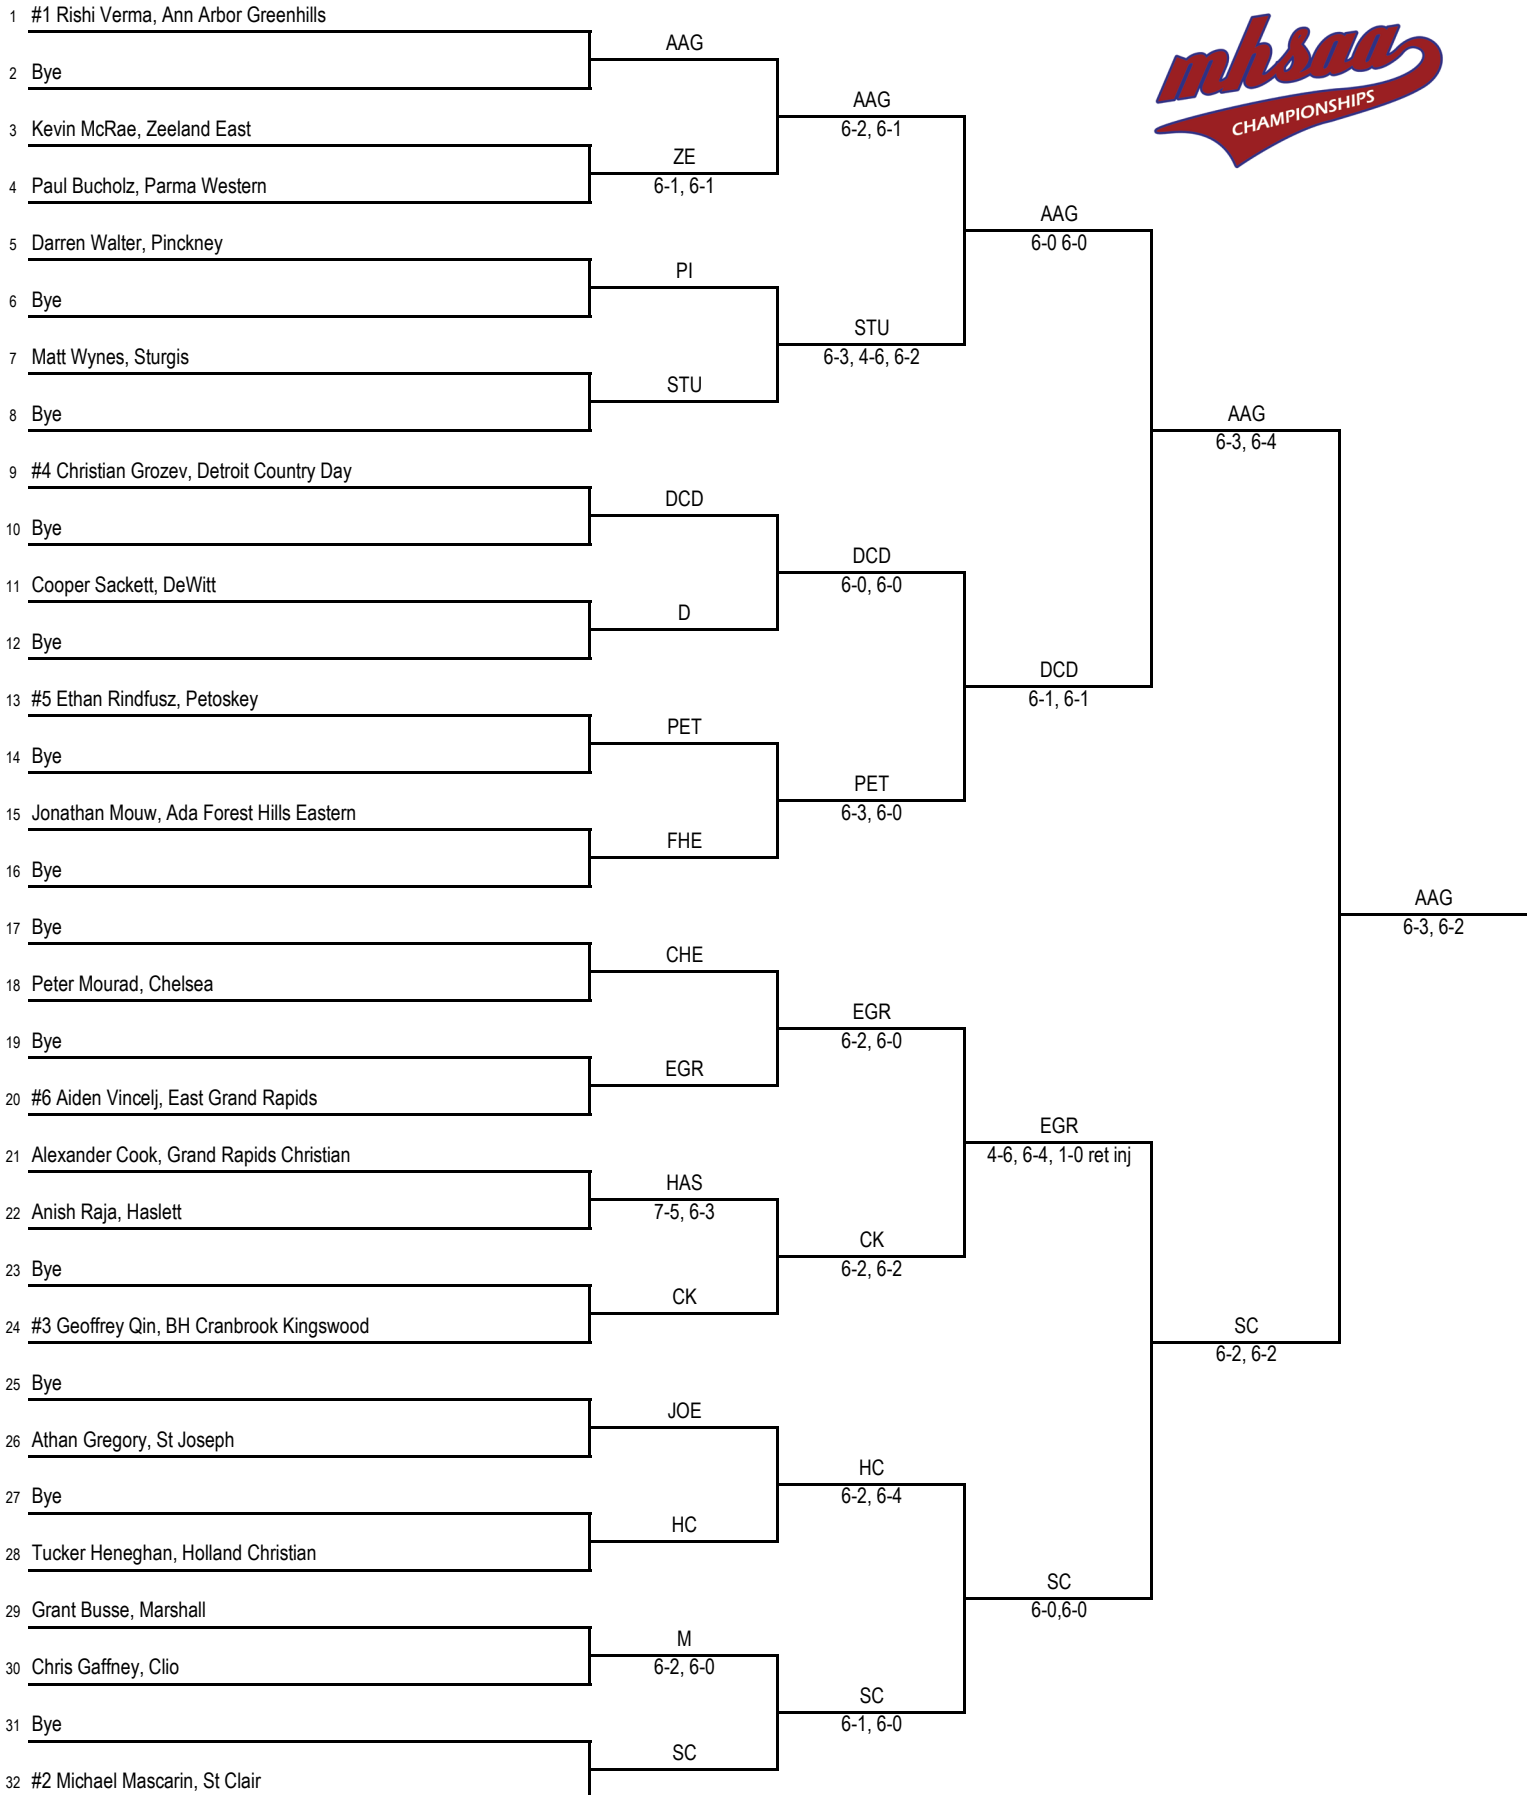 1 #1 Rishi Verma, Ann Arbor Greenhills
AAG
2 Bye
AAG
6-2, 6-1
3 Kevin McRae, Zeeland East
ZE
6-1, 6-1
4 Paul Bucholz, Parma Western
AAG
6-0 6-0
5 Darren Walter, Pinckney
PI
6 Bye
STU
6-3, 4-6, 6-2
7 Matt Wynes, Sturgis
STU
8 Bye
AAG
6-3, 6-4
9 #4 Christian Grozev, Detroit Country Day
DCD
10 Bye
DCD
6-0, 6-0
11 Cooper Sackett, DeWitt
D
12 Bye
DCD
6-1, 6-1
13 #5 Ethan Rindfusz, Petoskey
PET
14 Bye
PET
6-3, 6-0
15 Jonathan Mouw, Ada Forest Hills Eastern
FHE
16 Bye
AAG
6-3, 6-2
17 Bye
CHE
18 Peter Mourad, Chelsea
EGR
6-2, 6-0
19 Bye
EGR
20 #6 Aiden Vincelj, East Grand Rapids
EGR
4-6, 6-4, 1-0 ret inj
21 Alexander Cook, Grand Rapids Christian
HAS
7-5, 6-3
22 Anish Raja, Haslett
CK
6-2, 6-2
23 Bye
CK
24 #3 Geoffrey Qin, BH Cranbrook Kingswood
SC
6-2, 6-2
25 Bye
JOE
26 Athan Gregory, St Joseph
HC
6-2, 6-4
27 Bye
HC
28 Tucker Heneghan, Holland Christian
SC
6-0,6-0
29 Grant Busse, Marshall
M
6-2, 6-0
30 Chris Gaffney, Clio
SC
6-1, 6-0
31 Bye
SC
32 #2 Michael Mascarin, St Clair
mhsaa
CHAMPIONSHIPS